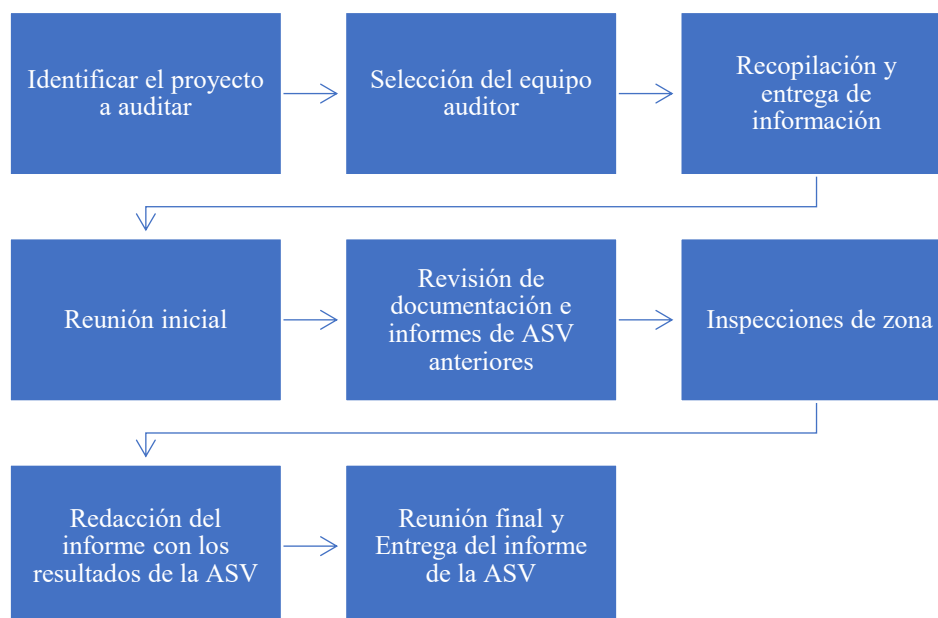 Identificar el proyecto
a auditar
Selección del equipo
auditor
Recopilación y
entrega de
información
Reunión inicial
Revisión de
documentación e
informes de ASV
anteriores
Inspecciones de zona
Redacción del
informe con los
resultados de la ASV
Reunión final y
Entrega del informe
de la ASV